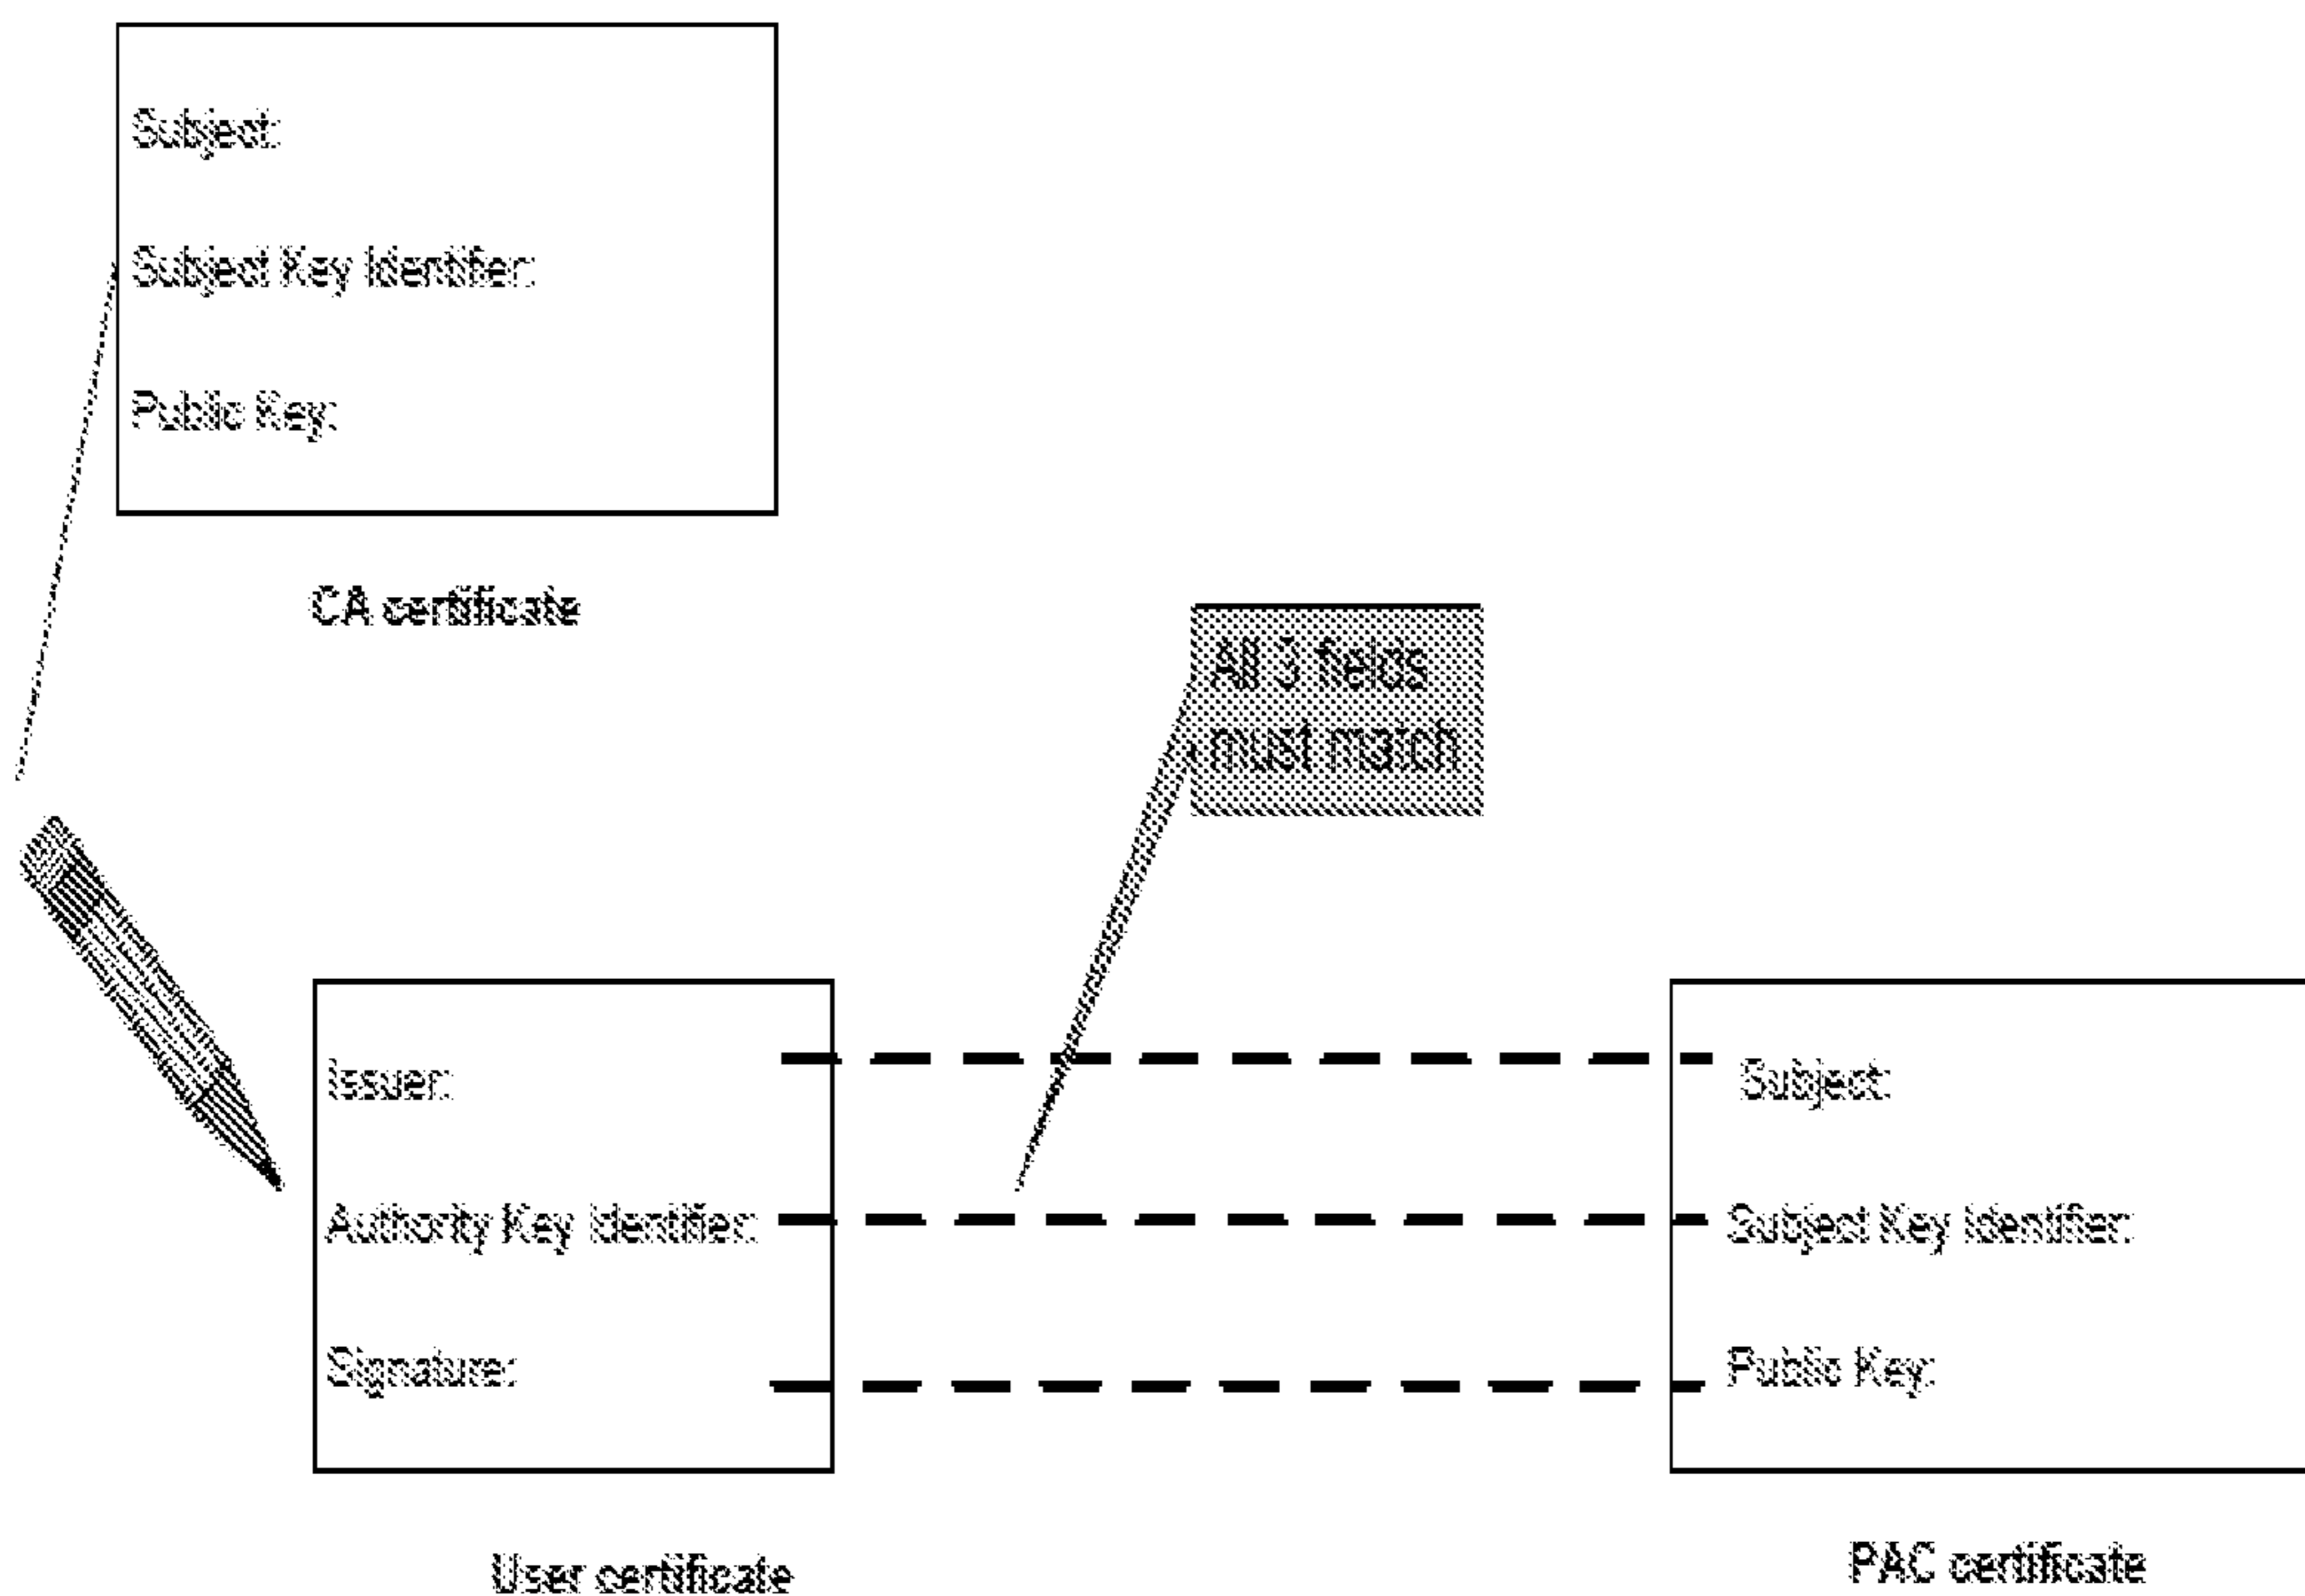 Subject:
Subject Key Identifer:
Public Key:
CA certificate
All 3 fields
must match
Issuer:
Authority Key Identifier:
Signature:
User certificate
Subject:
Subject Key Identifier:
Public Key:
PAC certificate